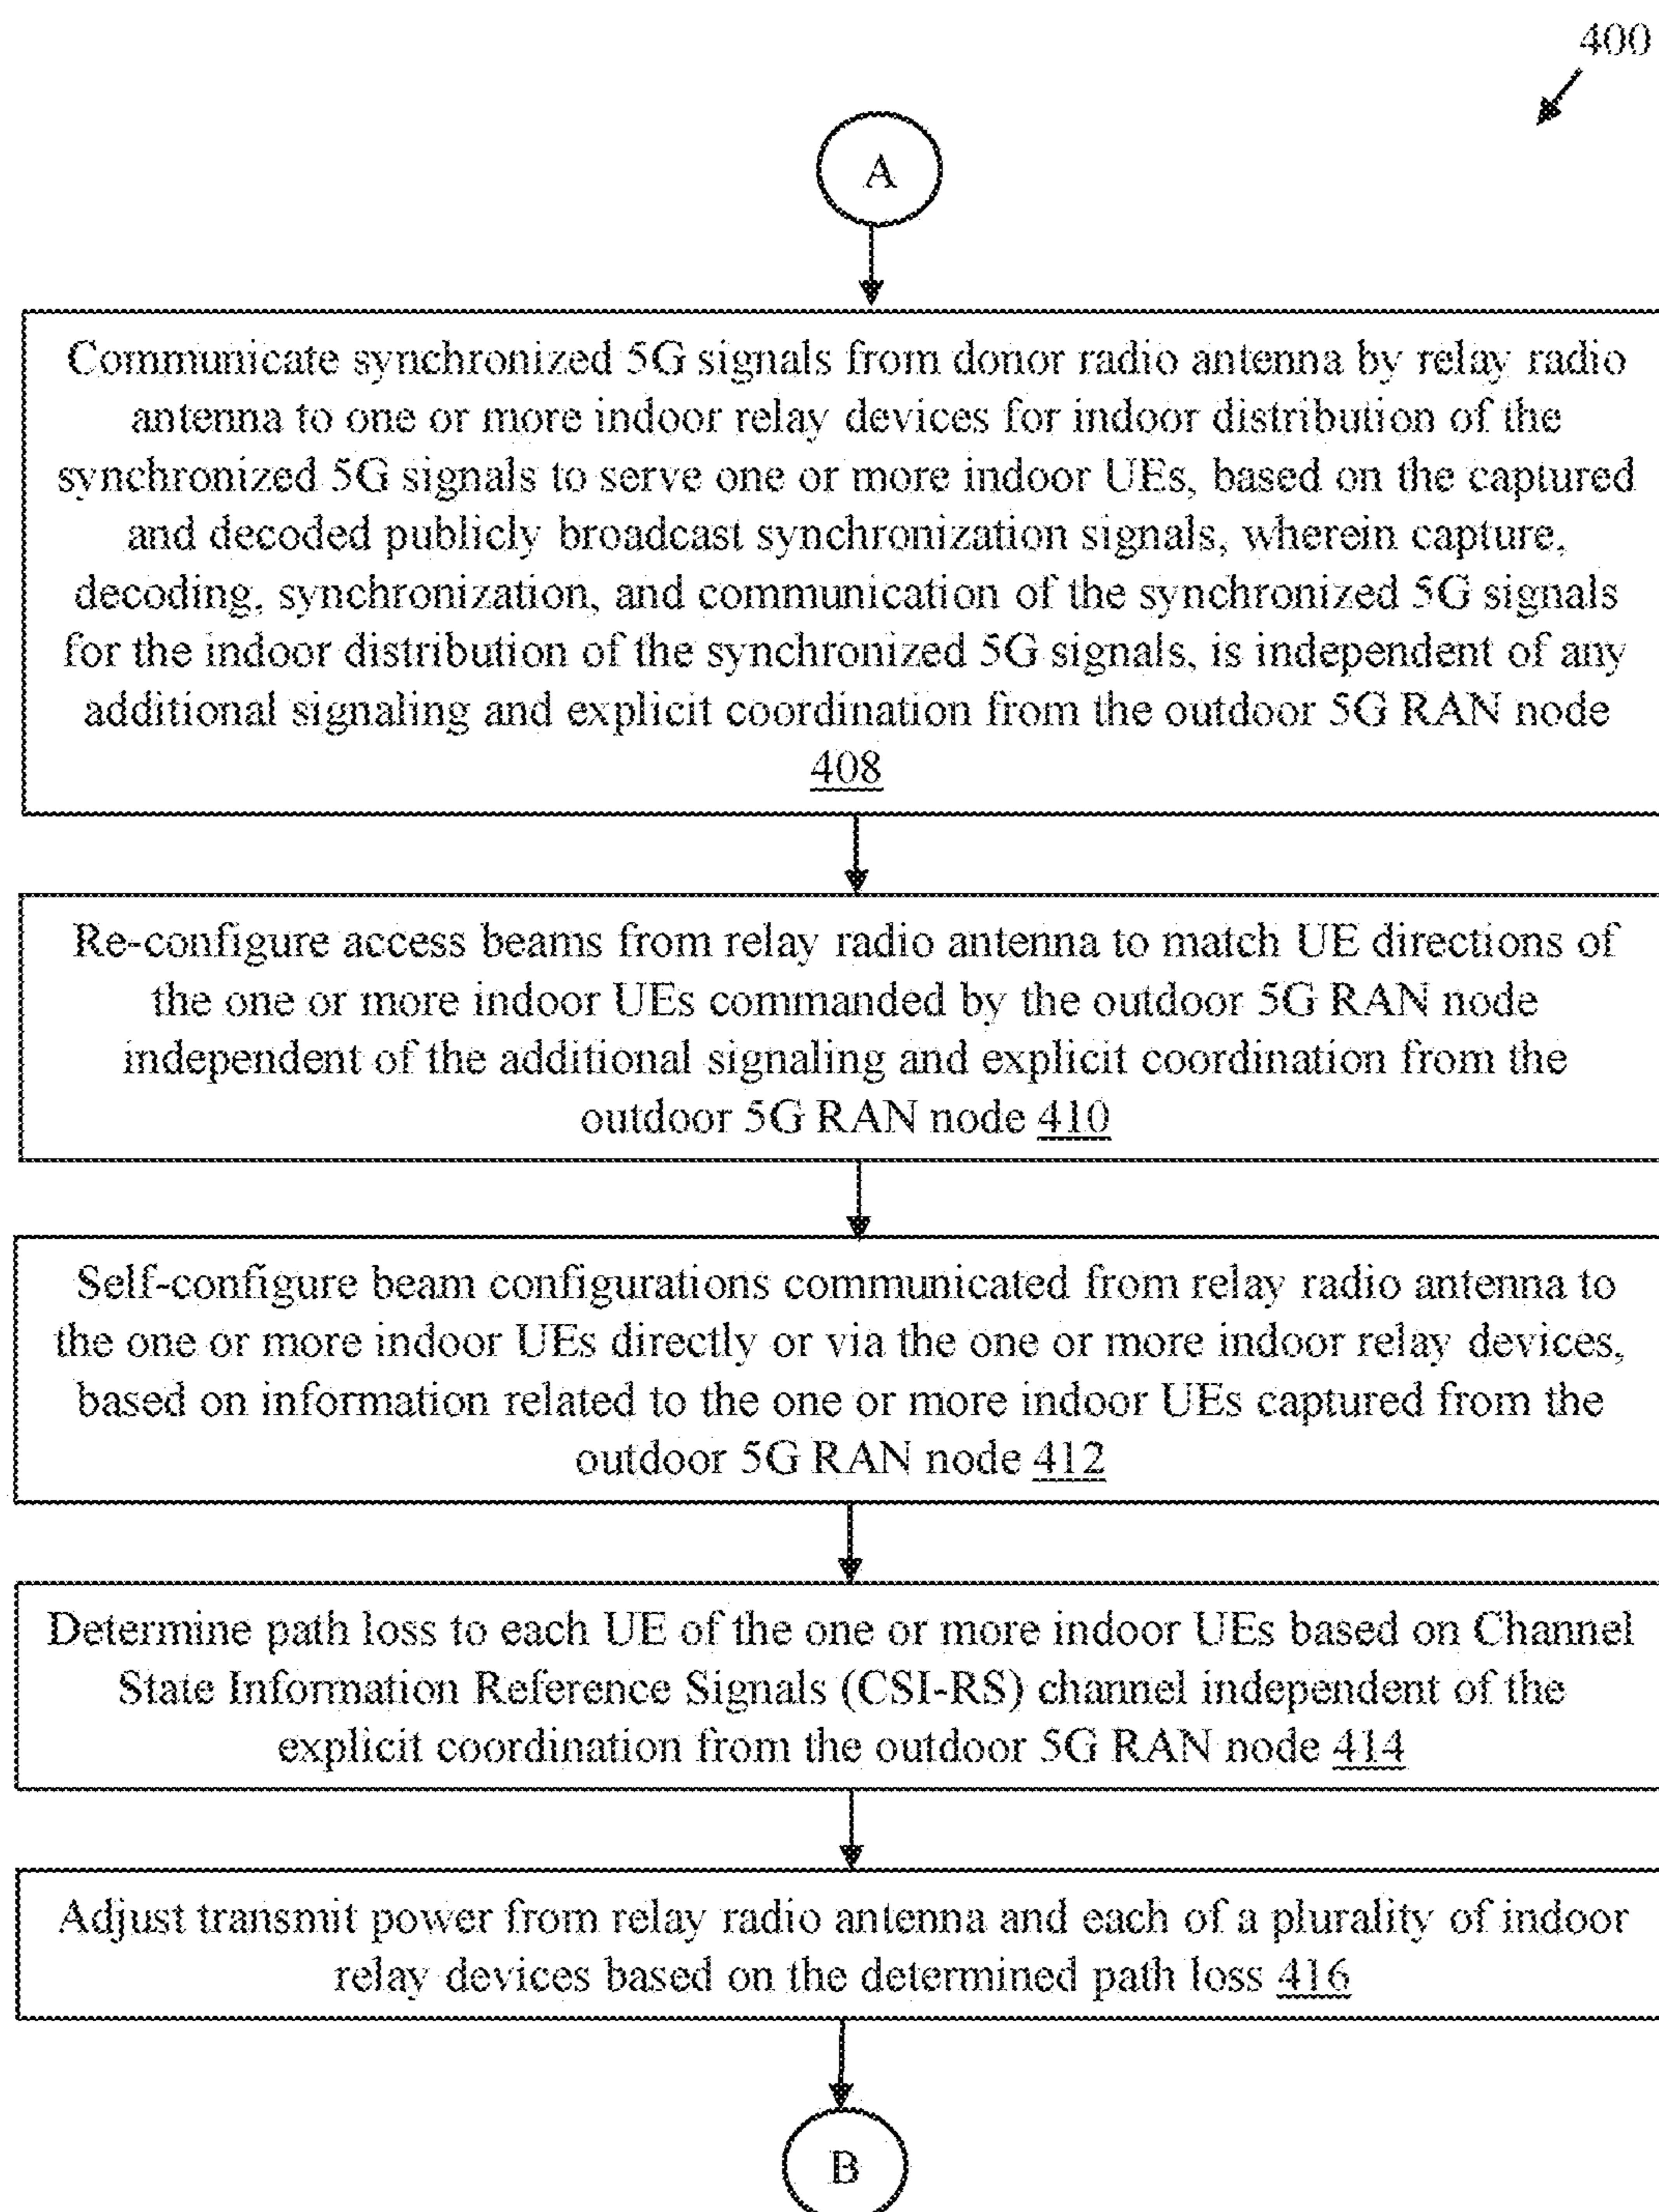 400
A
Communicate synchronized 5G signals from donor radio antenna by relay radio
antenna to one or more indoor relay devices for indoor distribution of the
synchronized 5G signals to serve one or more indoor UEs, based on the captured
and decoded publicly broadcast synchronization signals, wherein capture,
decoding, synchronization, and communication of the synchronized 5G signals
for the indoor distribution of the synchronized 5G signals, is independent of any
additional signaling and explicit coordination from the outdoor 5G RAN node
408
Re-configure access beams from relay radio antenna to match UE directions of
the one or more indoor UEs commanded by the outdoor 5G RAN node
independent of the additional signaling and explicit coordination from the
outdoor 5G RAN node 410
Self-configure beam configurations communicated from relay radio antenna to
the one or more indoor UEs directly or via the one or more indoor relay devices,
based on information related to the one or more indoor UEs captured from the
outdoor 5G RAN node 412
Determine path loss to each UE of the one or more indoor UEs based on Channel
State Information Reference Signals (CSI-RS) channel independent of the
explicit coordination from the outdoor 5G RAN node 414
Adjust transmit power from relay radio antenna and each of a plurality of indoor
relay devices based on the determined path loss 416
B